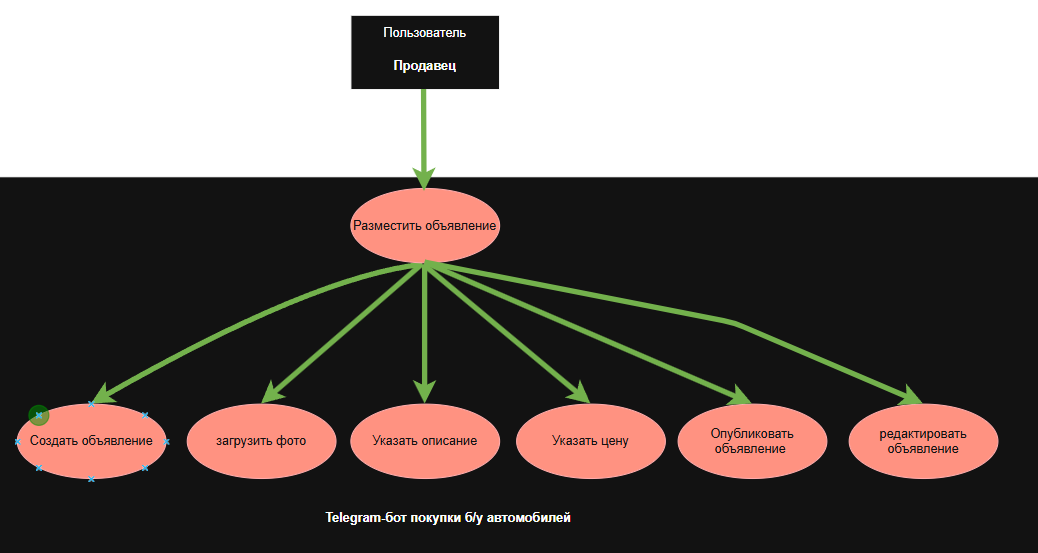 Пользователь
Продавец
Разместить объявление
Создать объявление
загрузить фото
Указать описание
Указать цену
Опубликовать
объявление
редактировать
объявление
Telegram-бот покупки б/у автомобилей